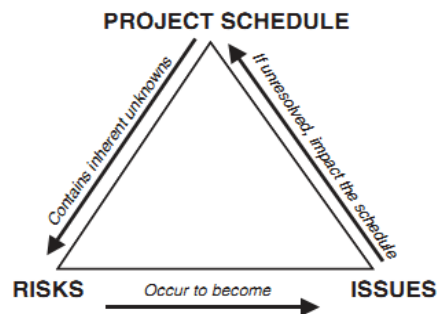 PROJECT SCHEDULE
Contains inherent unknowns
If unresolved, impact the schedule
RISKS
Occur to become
ISSUES